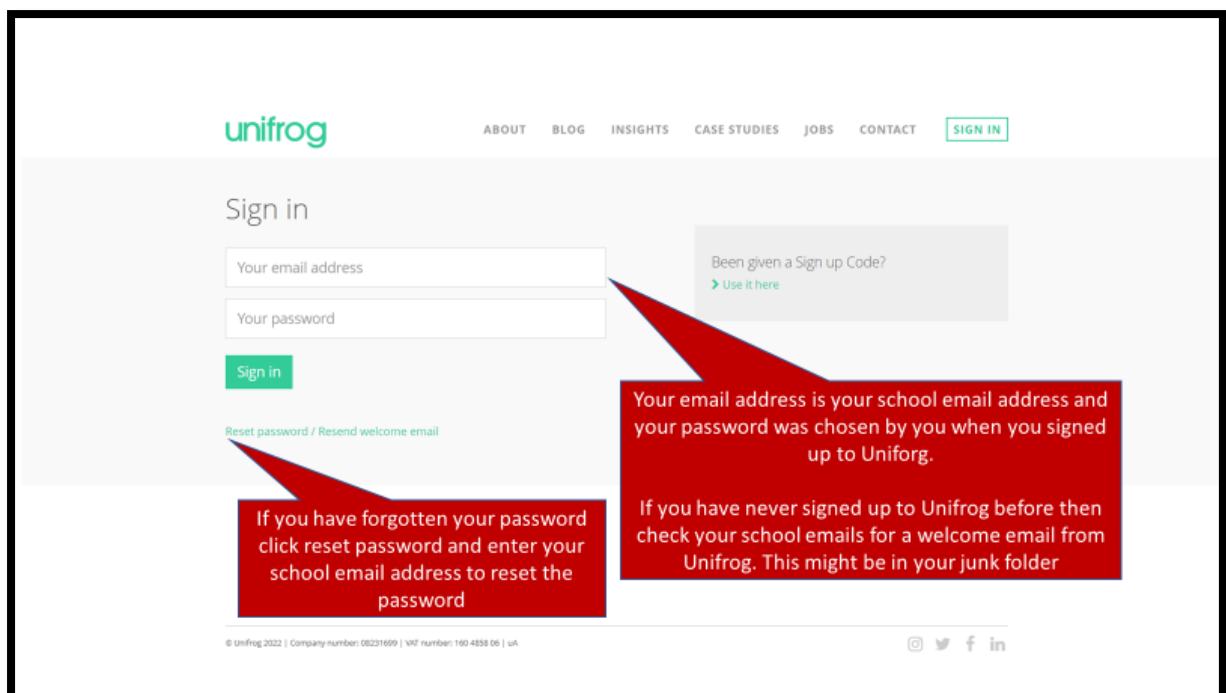 unifrog
ABOUT BLOG INSIGHTS CASE STUDIES JOBS CONTACT SIGN IN
Sign in
Your email address
Your password
Sign in
Reset password / Resend welcome email
Been given a Sign up Code?
Use it here
Your email address is your school email address and
your password was chosen by you when you signed
up to Uniforg.
If you have never signed up to Unifrog before then
check your school emails for a welcome email from
Unifrog. This might be in your junk folder
If you have forgotten your password
click reset password and enter your
school email address to reset the
password
© Unifrog 2022 | Company number: 08231699 | VAT number: 160 4858 06 | uA